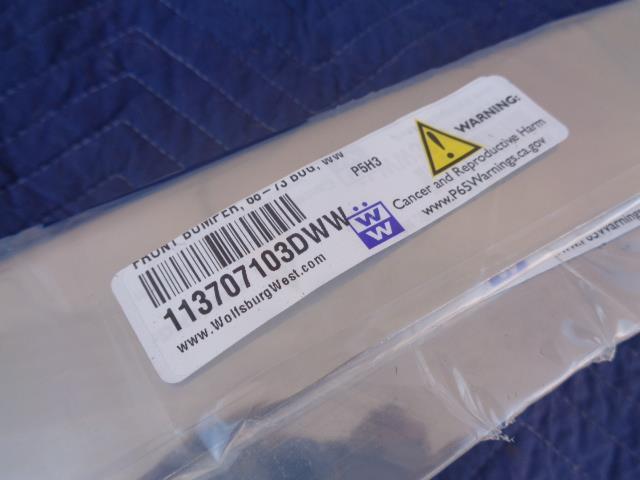 FRONT BUMPER, 68 - 73 BUG, WW
P5H3
113707103DWW
www.WolfsburgWest.com
WW
WARNING:
Cancer and Reproductive Harm
www.P65Warnings.ca.gov